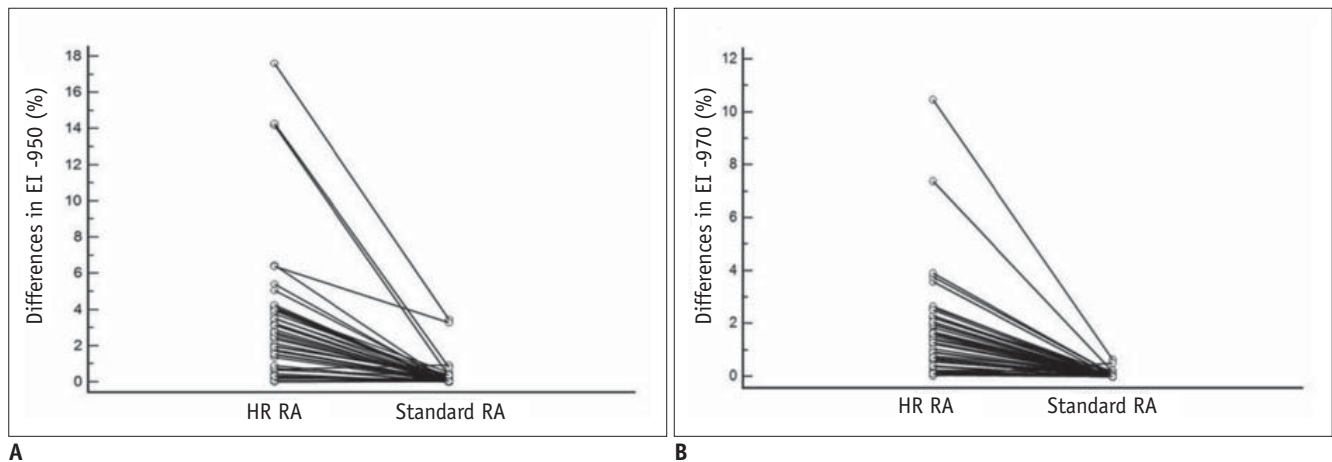 Differences in EI -950 (%)
18
16
14
12
10
8
6
4
2
0
HR RA
Standard RA
A
Differences in EI -970 (%)
12
10
8
6
4
2
0
HR RA
Standard RA
B